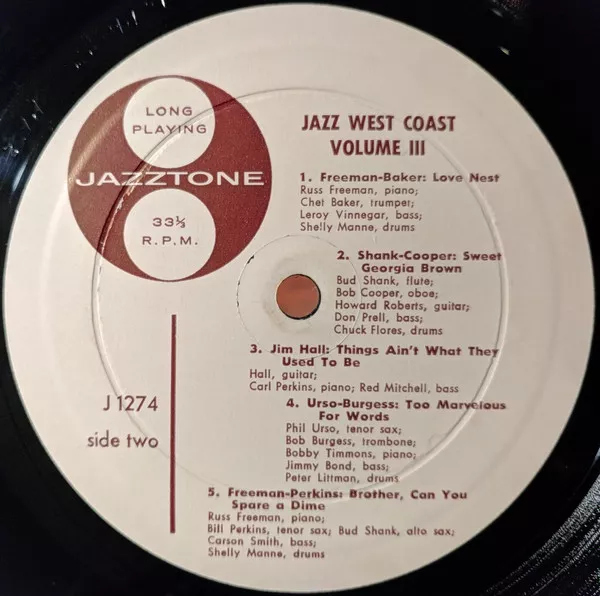 LONG
PLAYING
JAZZTONE
33⅓
R.P.M.
JAZZ WEST COAST
VOLUME III
1. Freeman-Baker: Love Nest
Russ Freeman, piano;
Chet Baker, trumpet;
Leroy Vinnegar, bass;
Shelly Manne, drums
2. Shank-Cooper: Sweet
Georgia Brown
Bud Shank, flute;
Bob Cooper, oboe;
Howard Roberts, guitar;
Don Prell, bass;
Chuck Flores, drums
3. Jim Hall: Things Ain't What They
Used To Be
Hall, guitar;
Carl Perkins, piano; Red Mitchell, bass
J 1274
side two
4. Urso-Burgess: Too Marvelous
For Words
Phil Urso, tenor sax;
Bob Burgess, trombone;
Bobby Timmons, piano;
Jimmy Bond, bass;
Peter Littman, drums
5. Freeman-Perkins: Brother, Can You
Spare a Dime
Russ Freeman, piano;
Bill Perkins, tenor sax; Bud Shank, alto sax;
Carson Smith, bass;
Shelly Manne, drums